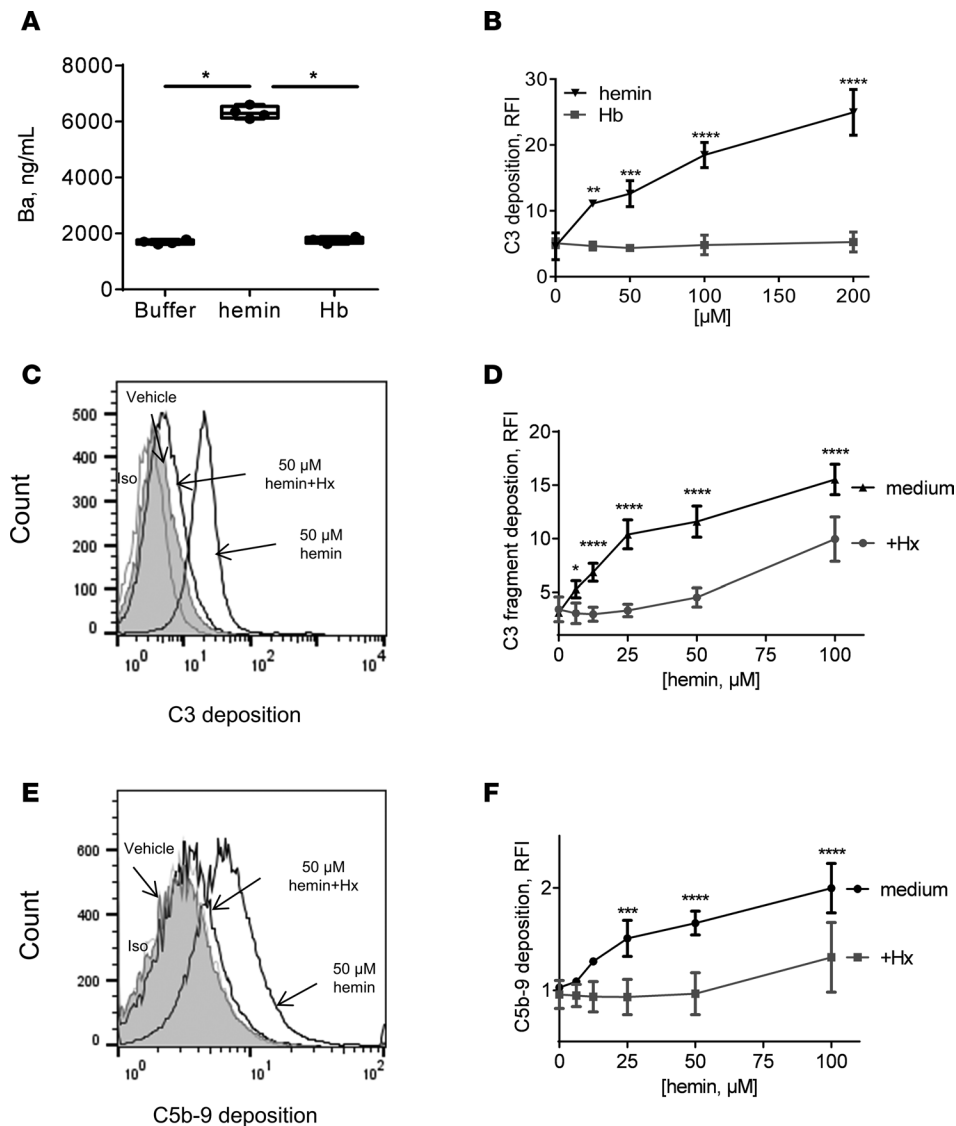 A
8000
6000
4000
2000
0
Ba, ng/mL
*
*
Buffer
hemin
Hb
B
30
20
10
0
C3 deposition, RFI
hemin
Hb
**
***
****
****
0
50
100
150
200
[µM]
C
500
400
300
200
100
0
Count
Vehicle
Iso
50 µM
hemin+Hx
50 µM
hemin
10⁰
10¹
10²
10⁴
C3 deposition
D
20
15
10
5
C3 fragment depostion, RFI
*
****
****
****
****
medium
+Hx
0
25
50
75
100
[hemin, µM]
E
600
400
200
0
Count
Vehicle
Iso
50 µM
hemin+Hx
50 µM
hemin
10⁰
10¹
10²
C5b-9 deposition
F
2
1
C5b-9 deposition, RFI
***
****
****
medium
+Hx
0
25
50
75
100
[hemin, µM]